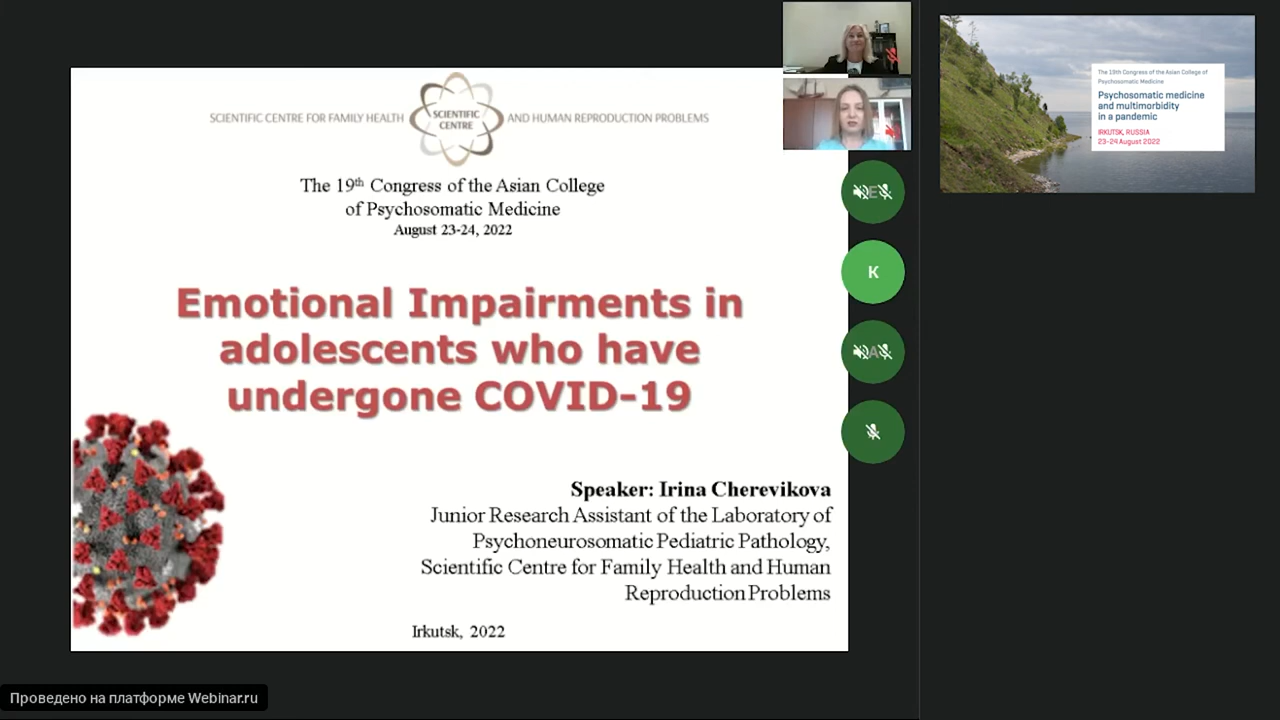 SCIENTIFIC CENTRE FOR FAMILY HEALTH
SCIENTIFIC
CENTRE
AND HUMAN REPRODUCTION PROBLEMS
The 19th Congress of the Asian College
of Psychosomatic Medicine
August 23-24, 2022
Emotional Impairments in
adolescents who have
undergone COVID-19
Speaker: Irina Cherevikova
Junior Research Assistant of the Laboratory of
Psychoneurosomatic Pediatric Pathology,
Scientific Centre for Family Health and Human
Reproduction Problems
Irkutsk, 2022
E
K
A
The 19th Congress of the Asian College of
Psychosomatic Medicine
Psychosomatic medicine
and multimorbidity
in a pandemic
IRKUTSK, RUSSIA
23-24 August 2022
Проведено на платформе Webinar.ru